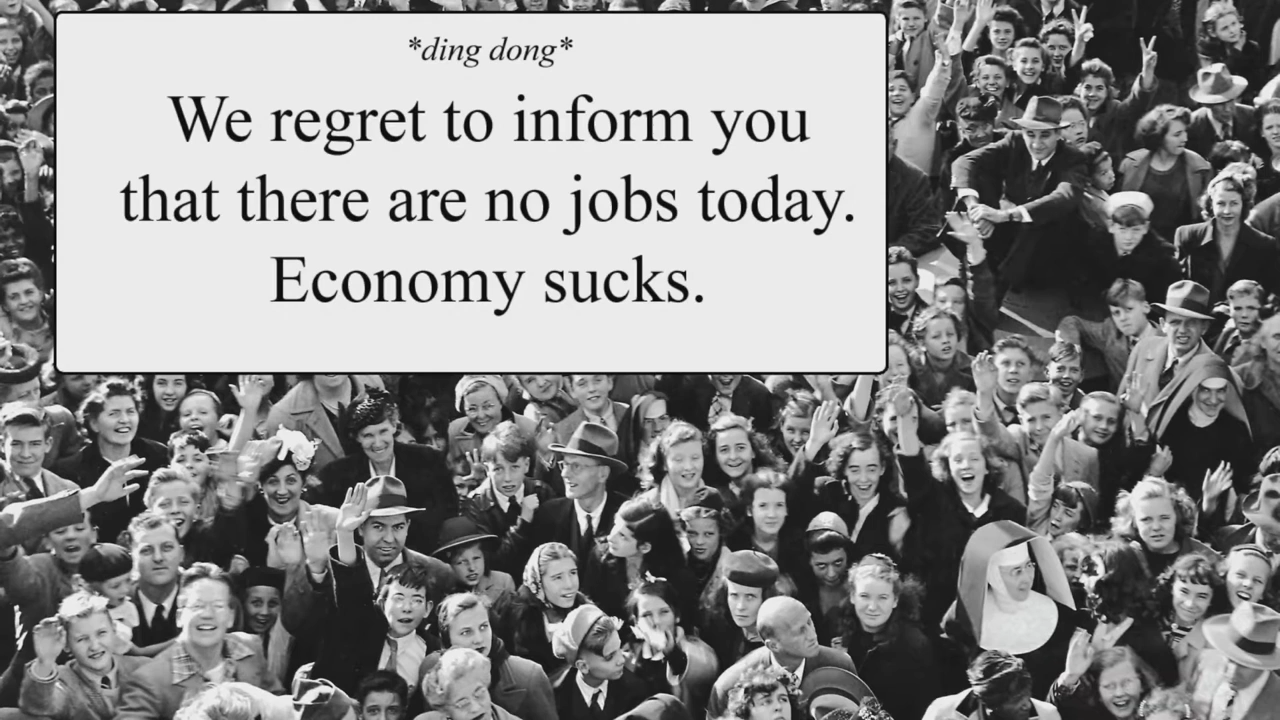 *ding dong*
We regret to inform you
that there are no jobs today.
Economy sucks.